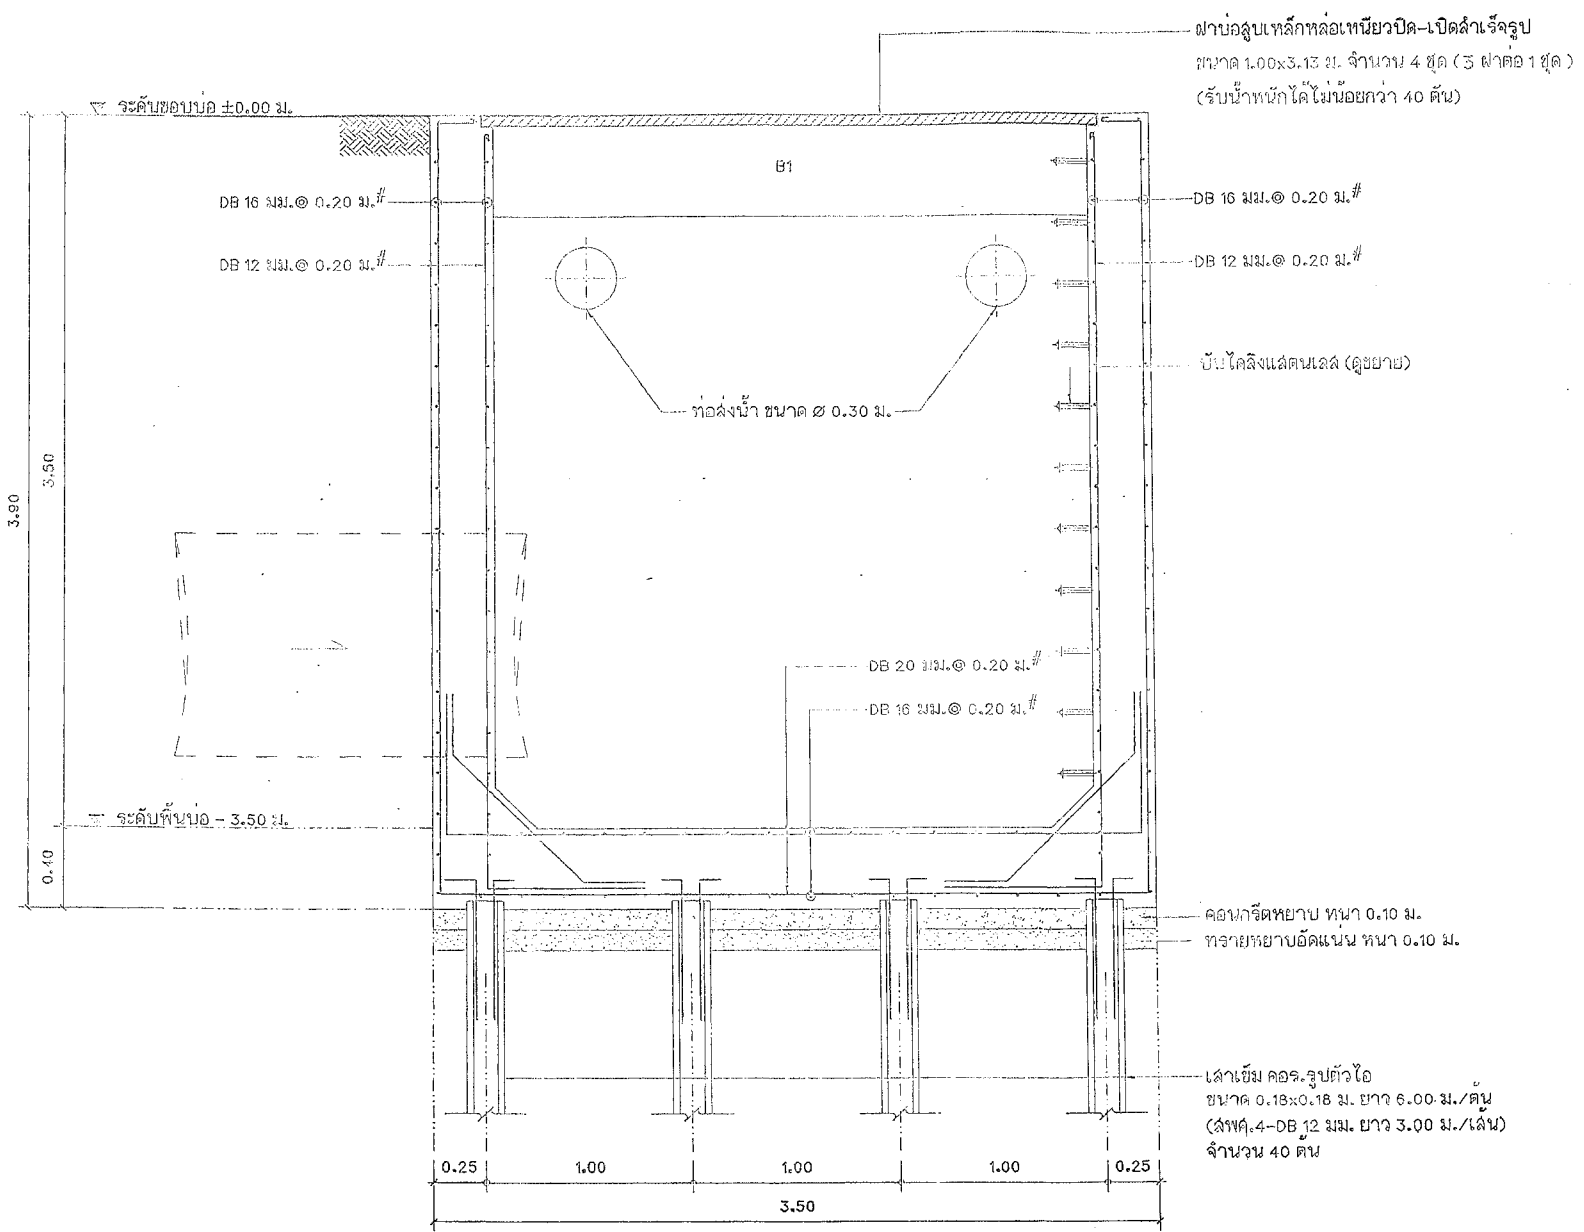 ฝาบ่อสูบเหล็กหล่อเหนียวปิด-เปิดสำเร็จรูป
ขนาด 1.00x3.13 ม. จำนวน 4 ชุด (3 ฝาต่อ 1 ชุด)
(รับน้ำหนักได้ไม่น้อยกว่า 40 ตัน)
ระดับขอบบ่อ ±0.00 ม.
B1
DB 16 มม.@ 0.20 ม.#
DB 16 มม.@ 0.20 ม.#
DB 12 มม.@ 0.20 ม.#
DB 12 มม.@ 0.20 ม.#
บันไดลิงแสตนเลส (ดูขยาย)
ท่อส่งน้ำ ขนาด Ø 0.30 ม.
3.50
3.90
DB 20 มม.@ 0.20 ม.#
DB 16 มม.@ 0.20 ม.#
ระดับพื้นบ่อ - 3.50 ม.
0.40
คอนกรีตหยาบ หนา 0.10 ม.
ทรายหยาบอัดแน่น หนา 0.10 ม.
เสาเข็ม คอร.รูปตัวไอ
ขนาด 0.18x0.18 ม. ยาว 6.00 ม./ต้น
(สพศ.4-DB 12 มม. ยาว 3.00 ม./เส้น)
จำนวน 40 ต้น
0.25 1.00 1.00 1.00 0.25
3.50